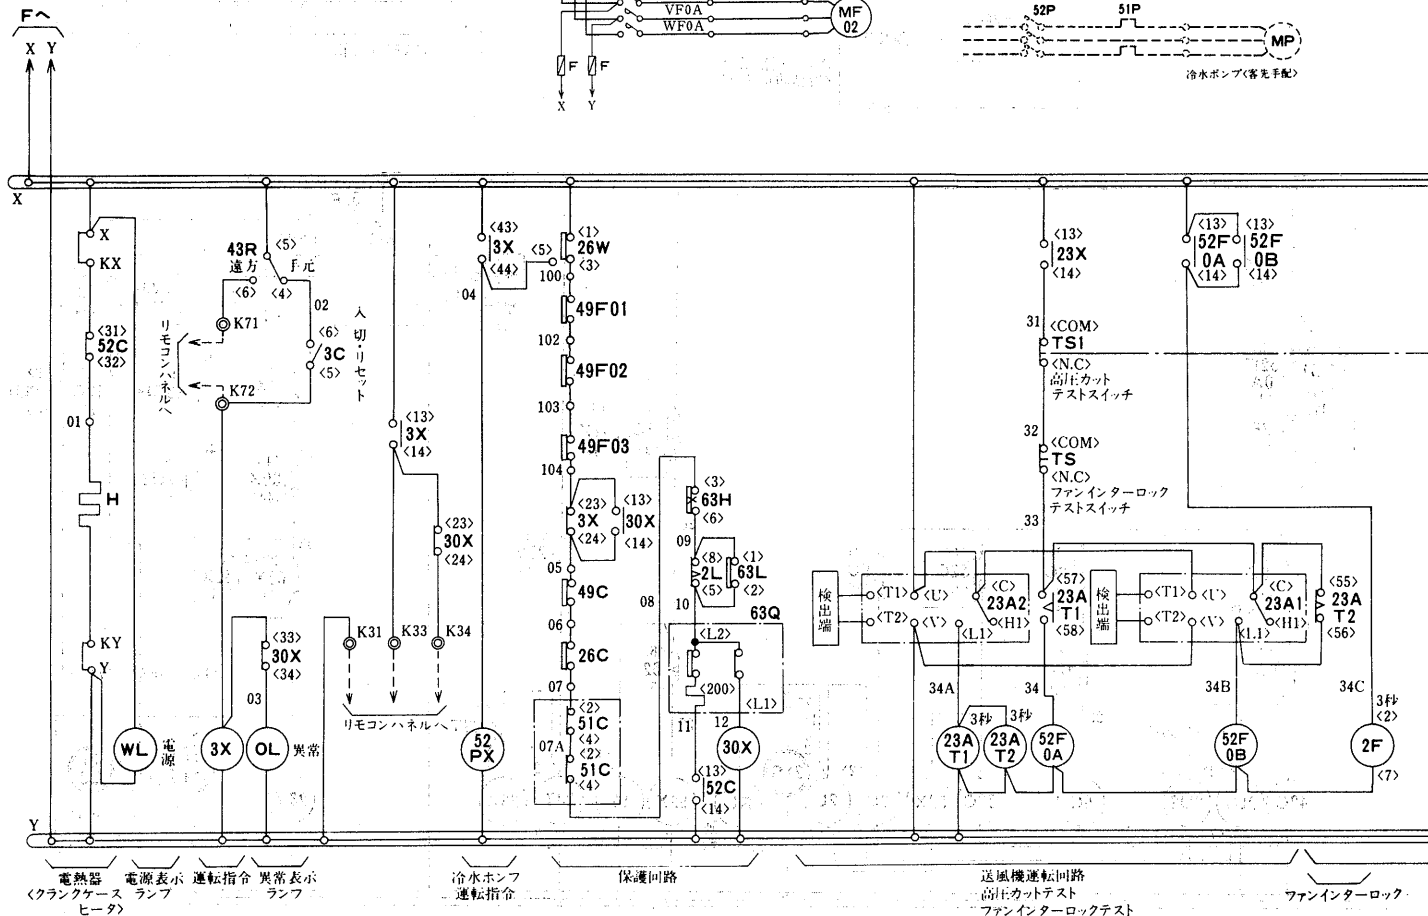 Fへ
X Y
VF0A
WF0A
MF
02
F F
X Y
52P
51P
MP
冷水ポンプ〈客先手配〉
X
X
KX
〈31〉
52C
〈32〉
01
H
KY
Y
WL
電源
43R
〈5〉
遠方
手元
〈6〉
〈4〉
02
K71
リモコンパネルへ
K72
〈6〉
3C
〈5〉
入 切・リセット
3X
〈33〉
30X
〈34〉
03
OL
異常
〈13〉
3X
〈14〉
〈23〉
30X
〈24〉
K31
K33
K34
リモコンパネルへ
〈43〉
3X
〈44〉
04
52
PX
〈1〉
26W
〈5〉
〈3〉
100
49F01
102
49F02
103
49F03
104
〈23〉
3X
〈24〉
〈13〉
30X
〈14〉
05
49C
06
26C
07
〈2〉
51C
〈4〉
07A
〈2〉
51C
〈4〉
08
〈3〉
63H
〈6〉
09
〈8〉
2L
〈5〉
〈1〉
63L
〈2〉
10
63Q
〈L2〉
〈200〉
〈L1〉
11
12
30X
〈13〉
52C
〈14〉
〈13〉
23X
〈14〉
31
〈COM〉
TS1
〈N.C〉
高圧カット
テストスイッチ
32
〈COM〉
TS
〈N.C〉
ファンインターロック
テストスイッチ
33
〈13〉
52F
0A
〈14〉
〈13〉
52F
0B
〈14〉
検出端
〈T1〉
〈T2〉
〈U〉
〈V〉
〈C〉
23A2
〈H1〉
〈L1〉
〈57〉
23A
T1
〈58〉
検出端
〈T1〉
〈T2〉
〈U〉
〈V〉
〈C〉
23A1
〈H1〉
〈L1〉
〈55〉
23A
T2
〈56〉
34A
34
34B
34C
3秒
23A
T1
3秒
23A
T2
52F
0A
52F
0B
3秒
〈2〉
2F
〈7〉
Y
電熱器
〈クランクケース
ヒータ〉
電源表示
ランプ
運転指令
異常表示
ランプ
冷水ポンプ
運転指令
保護回路
送風機運転回路
高圧カットテスト
ファンインターロックテスト
ファンインターロック